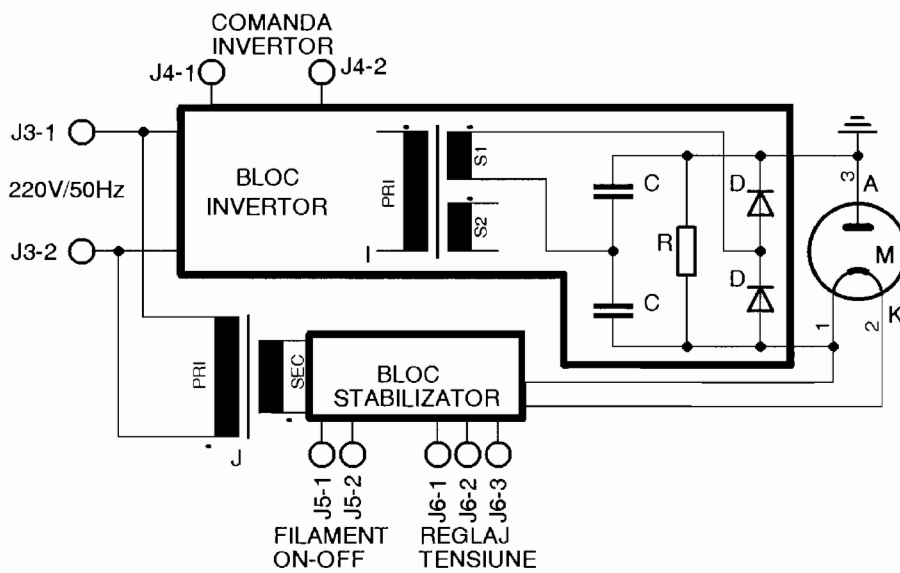 COMANDA
INVERTOR
J4-1
J4-2
J3-1
220V/50Hz
J3-2
BLOC
INVERTOR
PRI
S1
S2
I
C
C
R
D
D
3
A
M
K
1
2
PRI
SEC
J
BLOC
STABILIZATOR
J5-1
J5-2
J6-1
J6-2
J6-3
FILAMENT
ON-OFF
REGLAJ
TENSIUNE